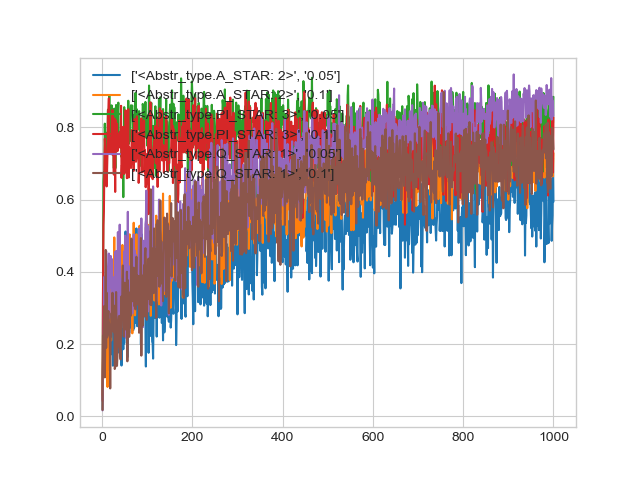 ['<Abstr_type.A_STAR: 2>', '0.05']
['<Abstr_type.A_STAR: 2>', '0.1']
['<Abstr_type.PI_STAR: 3>', '0.05']
['<Abstr_type.PI_STAR: 3>', '0.1']
['<Abstr_type.Q_STAR: 1>', '0.05']
['<Abstr_type.Q_STAR: 1>', '0.1']
0.8
0.6
0.4
0.2
0.0
0 200 400 600 800 1000